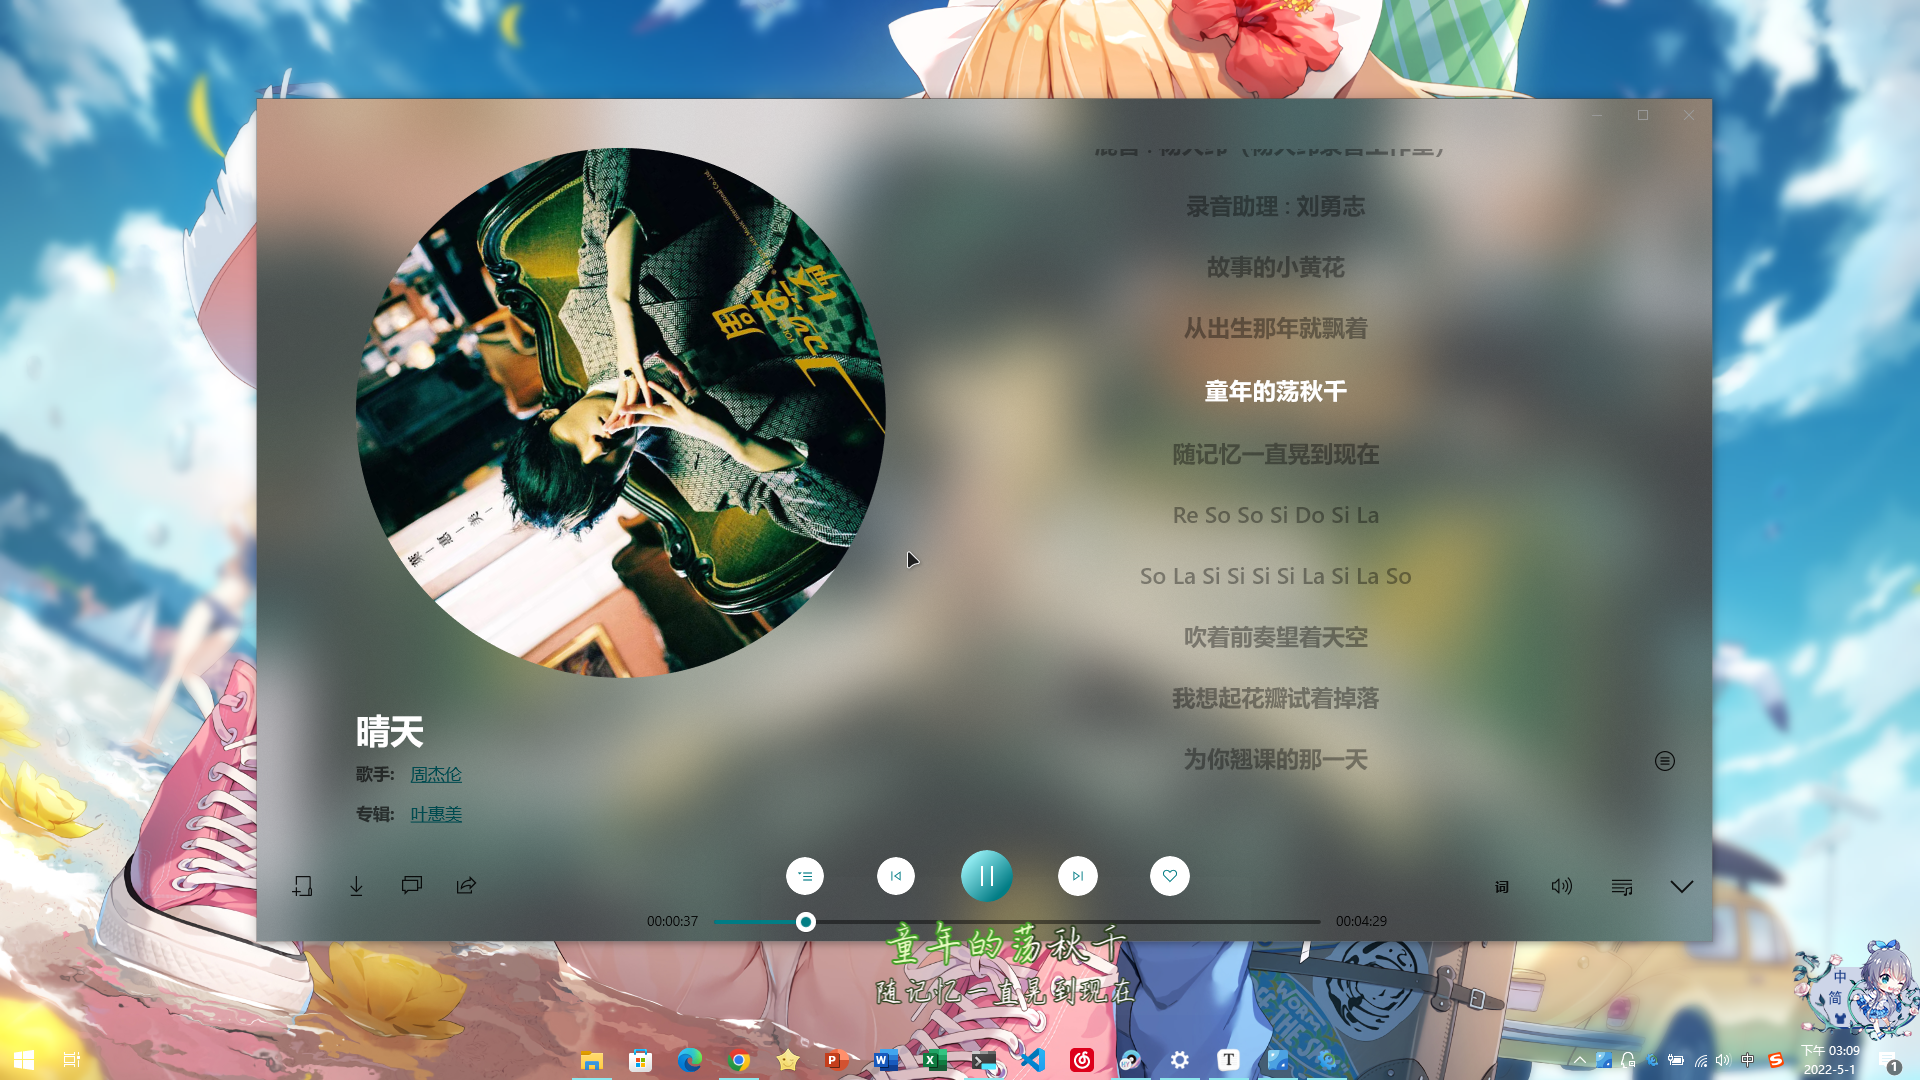 录音助理 : 刘勇志
故事的小黄花
从出生那年就飘着
童年的荡秋千
随记忆一直晃到现在
Re So So Si Do Si La
So La Si Si Si Si La Si La So
吹着前奏望着天空
我想起花瓣试着掉落
为你翘课的那一天
周杰伦
叶惠美
晴天
歌手: 周杰伦
专辑: 叶惠美
词
00:00:37
00:04:29
童年的荡秋千
随记忆一直晃到现在
中
简
中
下午 03:09
2022-5-1
1